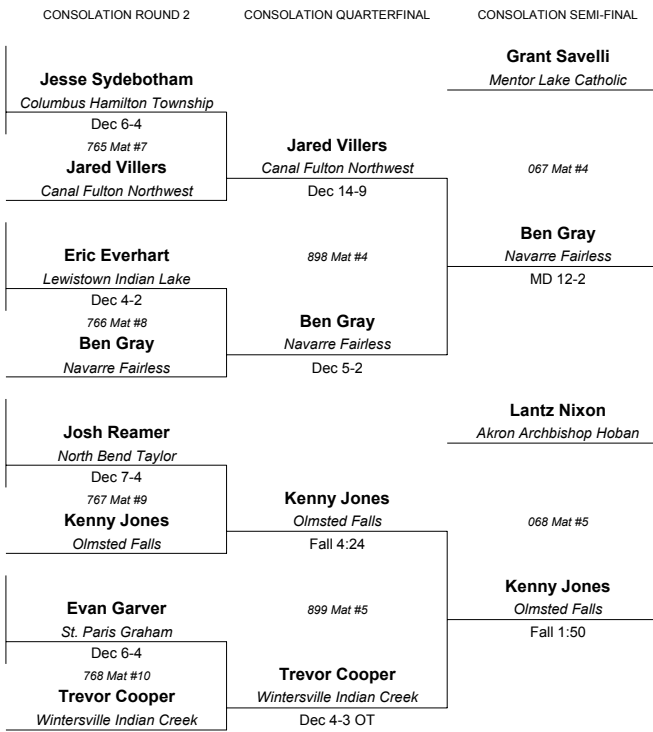 CONSOLATION ROUND 2
CONSOLATION QUARTERFINAL
CONSOLATION SEMI-FINAL
Jesse Sydebotham
Columbus Hamilton Township
Dec 6-4
765 Mat #7
Jared Villers
Canal Fulton Northwest
Eric Everhart
Lewistown Indian Lake
Dec 4-2
766 Mat #8
Ben Gray
Navarre Fairless
Josh Reamer
North Bend Taylor
Dec 7-4
767 Mat #9
Kenny Jones
Olmsted Falls
Evan Garver
St. Paris Graham
Dec 6-4
768 Mat #10
Trevor Cooper
Wintersville Indian Creek
Jared Villers
Canal Fulton Northwest
Dec 14-9
898 Mat #4
Ben Gray
Navarre Fairless
Dec 5-2
Kenny Jones
Olmsted Falls
Fall 4:24
899 Mat #5
Trevor Cooper
Wintersville Indian Creek
Dec 4-3 OT
Grant Savelli
Mentor Lake Catholic
067 Mat #4
Ben Gray
Navarre Fairless
MD 12-2
Lantz Nixon
Akron Archbishop Hoban
068 Mat #5
Kenny Jones
Olmsted Falls
Fall 1:50